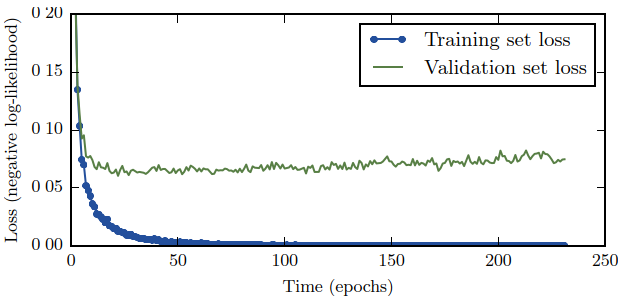 Loss (negative log-likelihood)
0 20
0 15
0 10
0 05
0 00
Training set loss
Validation set loss
0 50 100 150 200 250
Time (epochs)